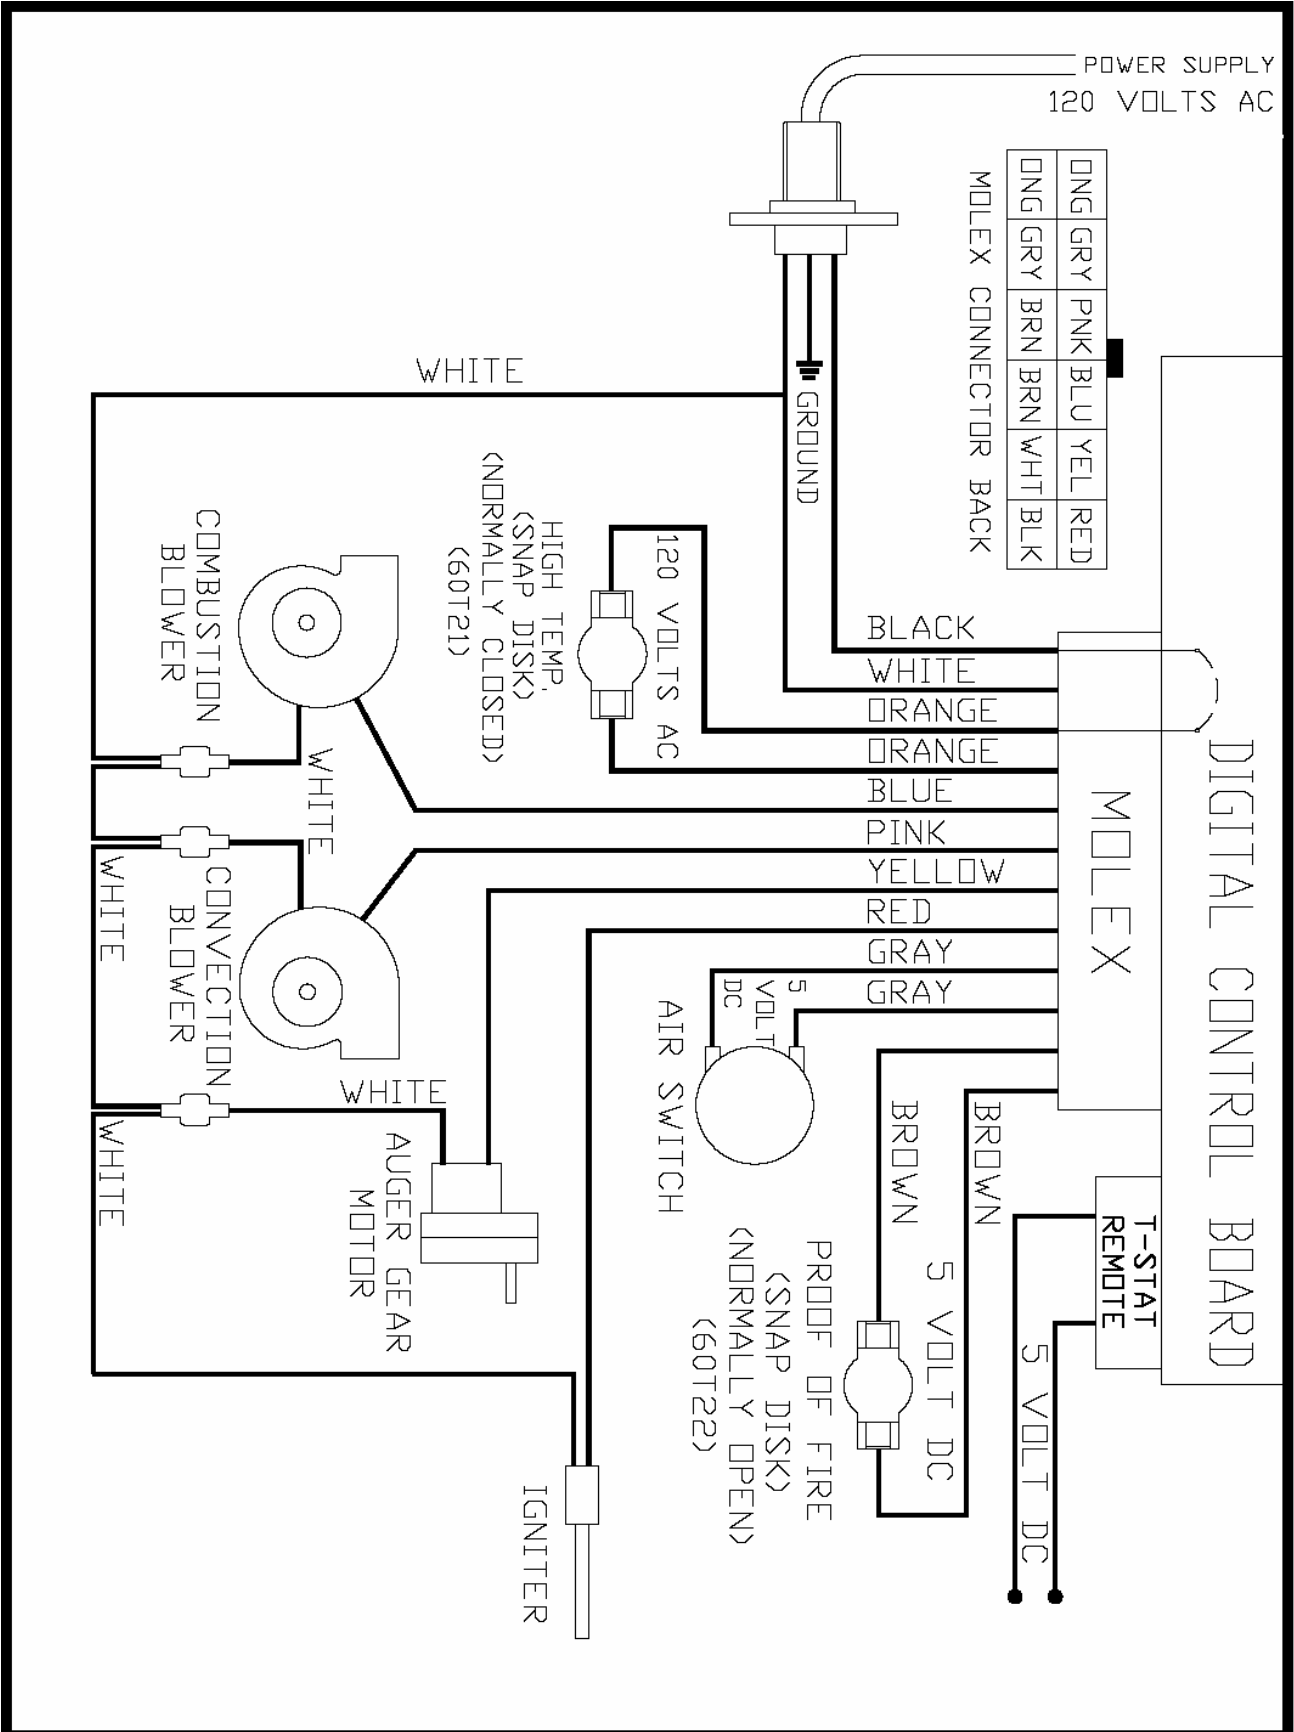 POWER SUPPLY
120 VOLTS AC
ONG GRY PNK BLU YEL RED
ONG GRY BRN BRN WHT BLK
MOLEX CONNECTOR BACK
WHITE
GROUND
120 VOLTS AC
HIGH TEMP.
(SNAP DISK)
(NORMALLY CLOSED)
(60T21)
COMBUSTION
BLOWER
BLACK
WHITE
ORANGE
ORANGE
BLUE
PINK
YELLOW
RED
GRAY
GRAY
MOLEX
DIGITAL CONTROL BOARD
WHITE
WHITE
CONVECTION
BLOWER
5
VOLT
DC
AIR SWITCH
WHITE
WHITE
AUGER GEAR
MOTOR
BROWN
BROWN
T-STAT
REMOTE
5 VOLT DC
5 VOLT DC
PROOF OF FIRE
(SNAP DISK)
(NORMALLY OPEN)
(60T22)
IGNITER